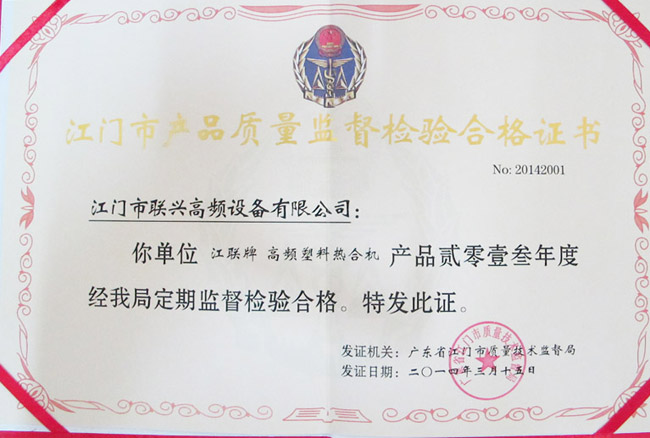 江门市产品质量监督检验合格证书
No: 20142001
江门市联兴高频设备有限公司：
你单位 江联牌 高频塑料热合机 产品贰零壹叁年度
经我局定期监督检验合格。特发此证。
发证机关：广东省江门市质量技术监督局
发证日期：二〇一四年三月十五日